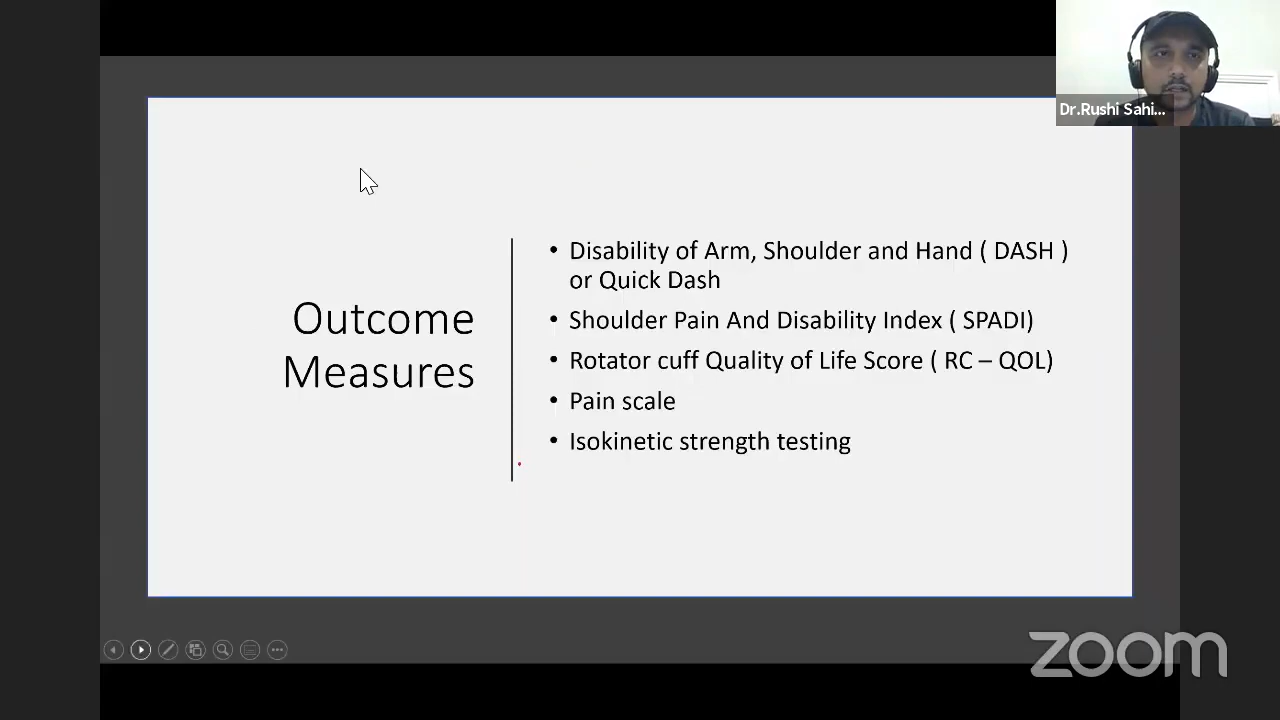 Dr.Rushi Sahi...
Outcome
Measures
• Disability of Arm, Shoulder and Hand ( DASH )
or Quick Dash
• Shoulder Pain And Disability Index ( SPADI)
• Rotator cuff Quality of Life Score ( RC – QOL)
• Pain scale
• Isokinetic strength testing
zoom